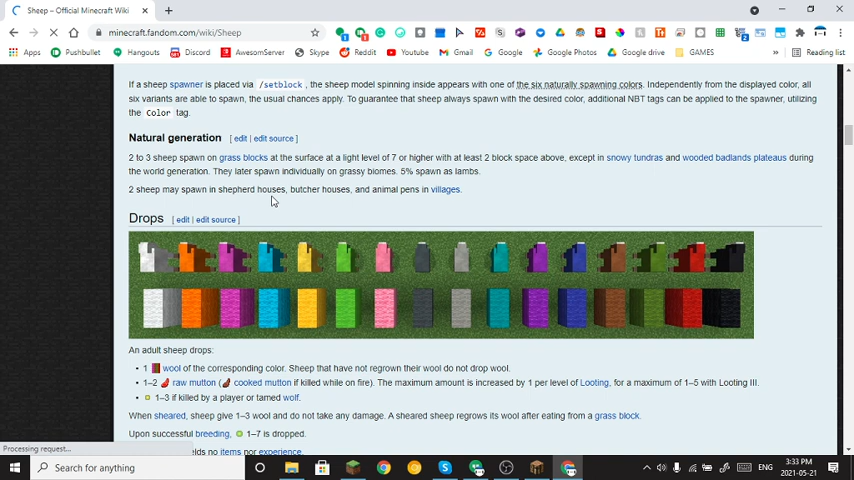 Sheep – Official Minecraft Wiki
minecraft.fandom.com/wiki/Sheep
Apps Pushbullet Hangouts Discord AwesomServer Skype Reddit Youtube Gmail Google Google Photos Google drive GAMES Reading list
If a sheep spawner is placed via /setblock, the sheep model spinning inside appears with one of the six naturally spawning colors. Independently from the displayed color, all
six variants are able to spawn, the usual chances apply. To guarantee that sheep always spawn with the desired color, additional NBT tags can be applied to the spawner, utilizing
the Color tag.
Natural generation [ edit | edit source ]
2 to 3 sheep spawn on grass blocks at the surface at a light level of 7 or higher with at least 2 block space above, except in snowy tundras and wooded badlands plateaus during
the world generation. They later spawn individually on grassy biomes. 5% spawn as lambs.
2 sheep may spawn in shepherd houses, butcher houses, and animal pens in villages.
Drops [ edit | edit source ]
An adult sheep drops:
• 1 wool of the corresponding color. Sheep that have not regrown their wool do not drop wool.
• 1–2 raw mutton ( cooked mutton if killed while on fire). The maximum amount is increased by 1 per level of Looting, for a maximum of 1–5 with Looting III.
• 1–3 if killed by a player or tamed wolf.
When sheared, sheep give 1–3 wool and do not take any damage. A sheared sheep regrows its wool after eating from a grass block.
Upon successful breeding, 1–7 is dropped.
Processing request...
no items nor experience.
Search for anything
ENG
3:33 PM
2021-05-21